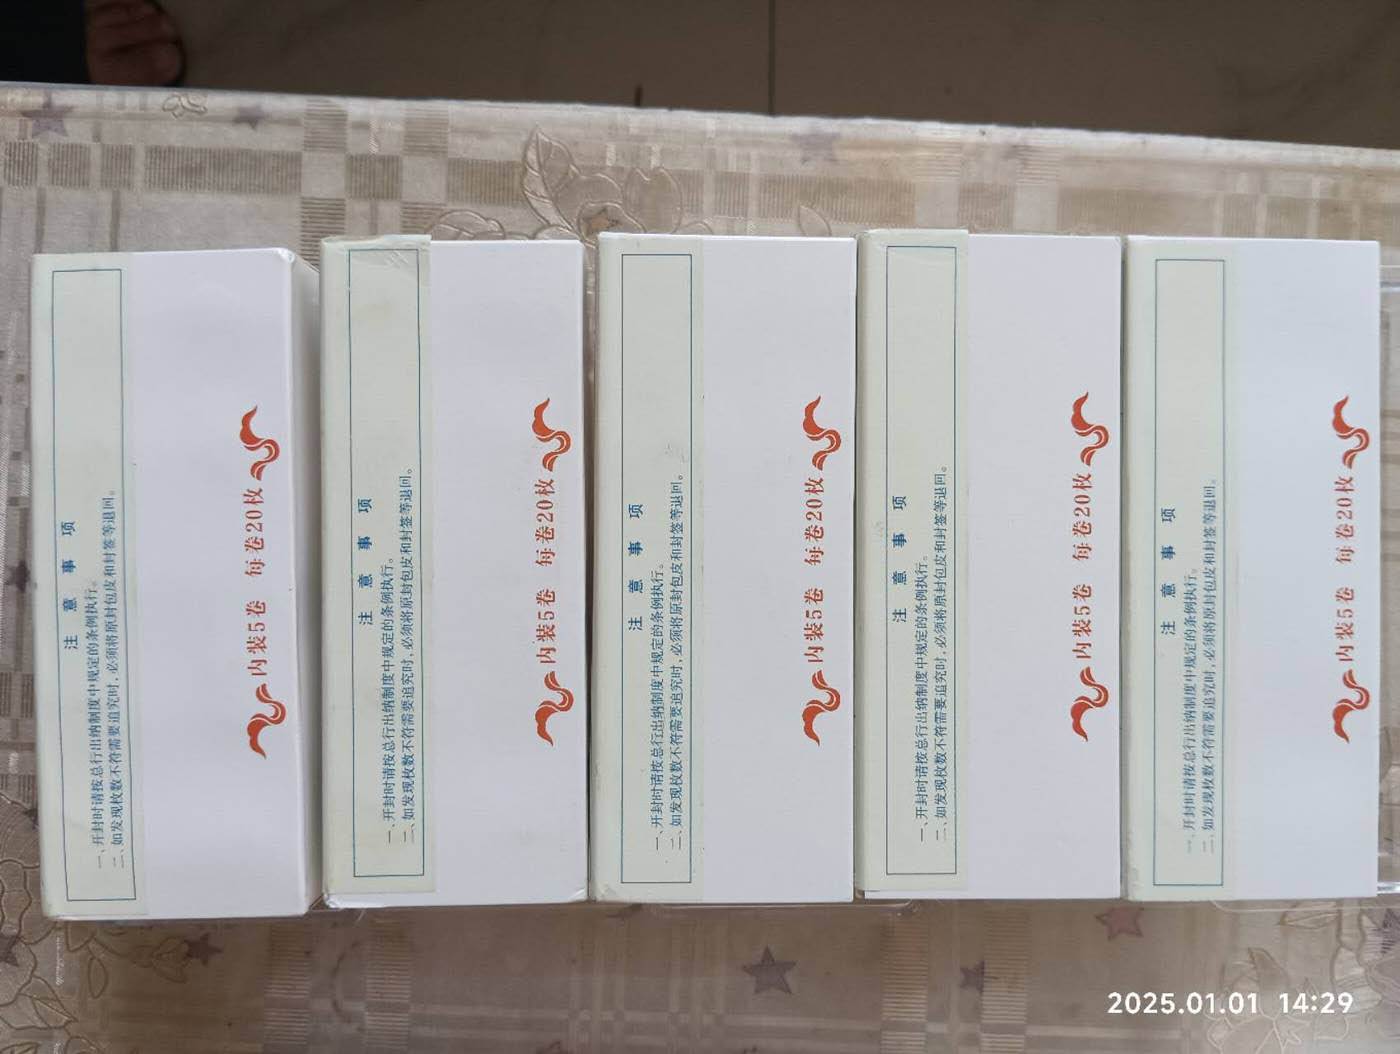 注意事项
一、开封时请按总行出纳制度中规定的条例执行。
二、如发现枚数不符需要追究时，必须将原封包皮和封签等退回。
内装5卷 每卷20枚
注意事项
一、开封时请按总行出纳制度中规定的条例执行。
二、如发现枚数不符需要追究时，必须将原封包皮和封签等退回。
内装5卷 每卷20枚
注意事项
一、开封时请按总行出纳制度中规定的条例执行。
二、如发现枚数不符需要追究时，必须将原封包皮和封签等退回。
内装5卷 每卷20枚
注意事项
一、开封时请按总行出纳制度中规定的条例执行。
二、如发现枚数不符需要追究时，必须将原封包皮和封签等退回。
内装5卷 每卷20枚
注意事项
一、开封时请按总行出纳制度中规定的条例执行。
二、如发现枚数不符需要追究时，必须将原封包皮和封签等退回。
内装5卷 每卷20枚
2025.01.01 14:29